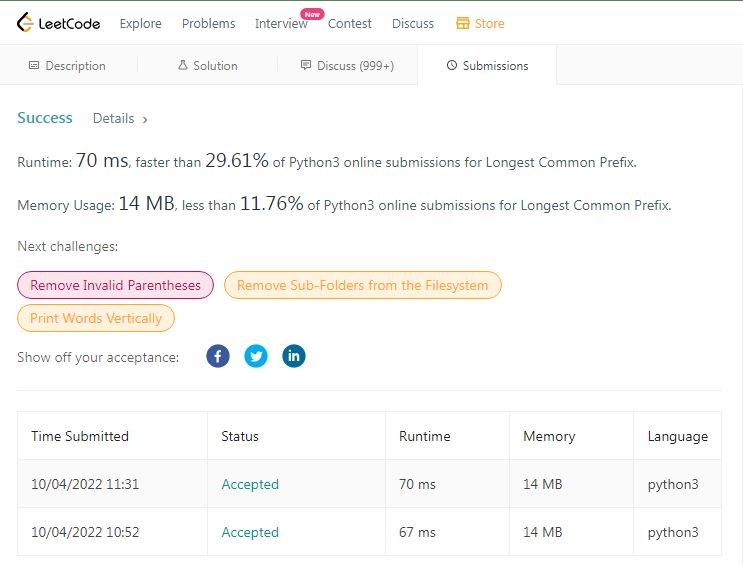 LeetCode Explore Problems Interview New Contest Discuss Store
Description Solution Discuss (999+) Submissions
Success Details ›
Runtime: 70 ms, faster than 29.61% of Python3 online submissions for Longest Common Prefix.
Memory Usage: 14 MB, less than 11.76% of Python3 online submissions for Longest Common Prefix.
Next challenges:
Remove Invalid Parentheses Remove Sub-Folders from the Filesystem
Print Words Vertically
Show off your acceptance:
Time Submitted Status Runtime Memory Language
10/04/2022 11:31 Accepted 70 ms 14 MB python3
10/04/2022 10:52 Accepted 67 ms 14 MB python3